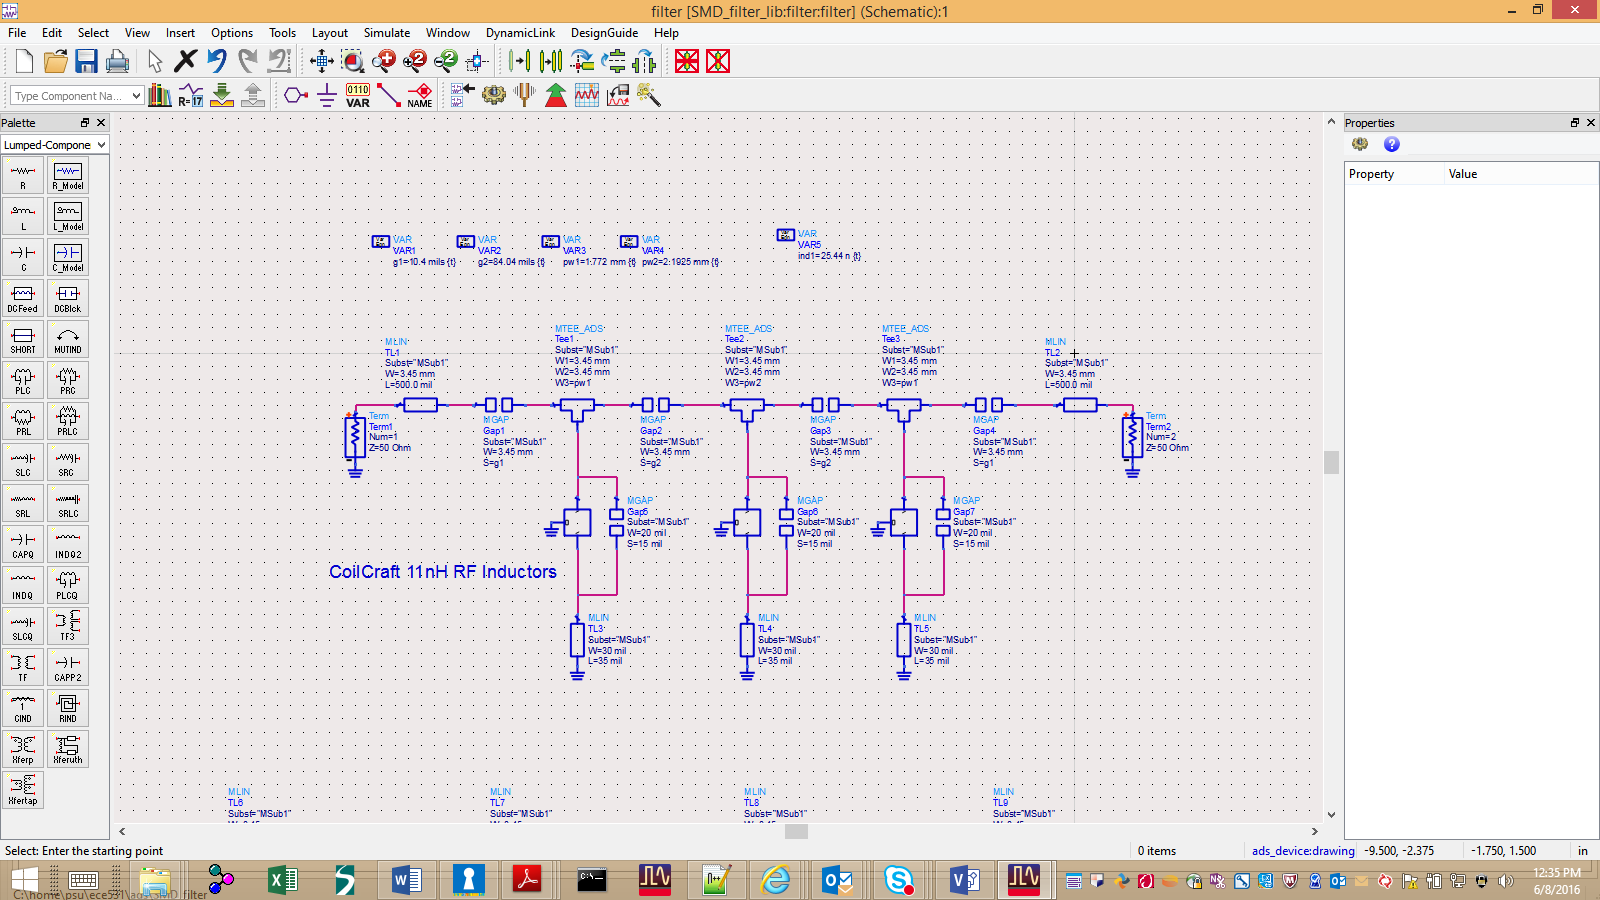 filter [SMD_filter_lib:filter:filter] (Schematic):1
File Edit Select View Insert Options Tools Layout Simulate Window DynamicLink DesignGuide Help
Type Component Na...
R=17
0110
VAR
NAME
Palette
Lumped-Compone
R R_Model
L L_Model
C C_Model
DCFeed DCBlck
SHORT MUTIND
PLC PRC
PRL PRLC
SLC SRC
SRL SRLC
CAPQ INDQ2
INDQ PLCQ
SLCQ TF3
TF CAPP2
CIND RIND
Xferp Xferuth
Xfertap
VAR
VAR1
g1=10.4 mils {t}
VAR
VAR2
g2=84.04 mils {t}
VAR
VAR3
pw1=1.772 mm {t}
VAR
VAR4
pw2=2.1925 mm {t}
VAR
VAR5
ind1=25.44 n {t}
MLIN
TL1
Subst="MSub1"
W=3.45 mm
L=500.0 mil
MTEE_ADS
Tee1
Subst="MSub1"
W1=3.45 mm
W2=3.45 mm
W3=pw1
MTEE_ADS
Tee2
Subst="MSub1"
W1=3.45 mm
W2=3.45 mm
W3=pw2
MTEE_ADS
Tee3
Subst="MSub1"
W1=3.45 mm
W2=3.45 mm
W3=pw1
MLIN
TL2
Subst="MSub1"
W=3.45 mm
L=500.0 mil
Term
Term1
Num=1
Z=50 Ohm
MGAP
Gap1
Subst="MSub1"
W=3.45 mm
S=g1
MGAP
Gap2
Subst="MSub1"
W=3.45 mm
S=g2
MGAP
Gap3
Subst="MSub1"
W=3.45 mm
S=g2
MGAP
Gap4
Subst="MSub1"
W=3.45 mm
S=g1
Term
Term2
Num=2
Z=50 Ohm
MGAP
Gap5
Subst="MSub1"
W=20 mil
S=15 mil
MGAP
Gap6
Subst="MSub1"
W=20 mil
S=15 mil
MGAP
Gap7
Subst="MSub1"
W=20 mil
S=15 mil
CoilCraft 11nH RF Inductors
MLIN
TL3
Subst="MSub1"
W=30 mil
L=35 mil
MLIN
TL4
Subst="MSub1"
W=30 mil
L=35 mil
MLIN
TL5
Subst="MSub1"
W=30 mil
L=35 mil
MLIN
TL6
Subst="MSub1"
MLIN
TL7
Subst="MSub1"
MLIN
TL8
Subst="MSub1"
MLIN
TL9
Subst="MSub1"
Properties
Property Value
Select: Enter the starting point
0 items
ads_device:drawing
-9.500, -2.375
-1.750, 1.500
in
C:\home\psu\ece531\ads\SMD_filter
12:35 PM
6/8/2016